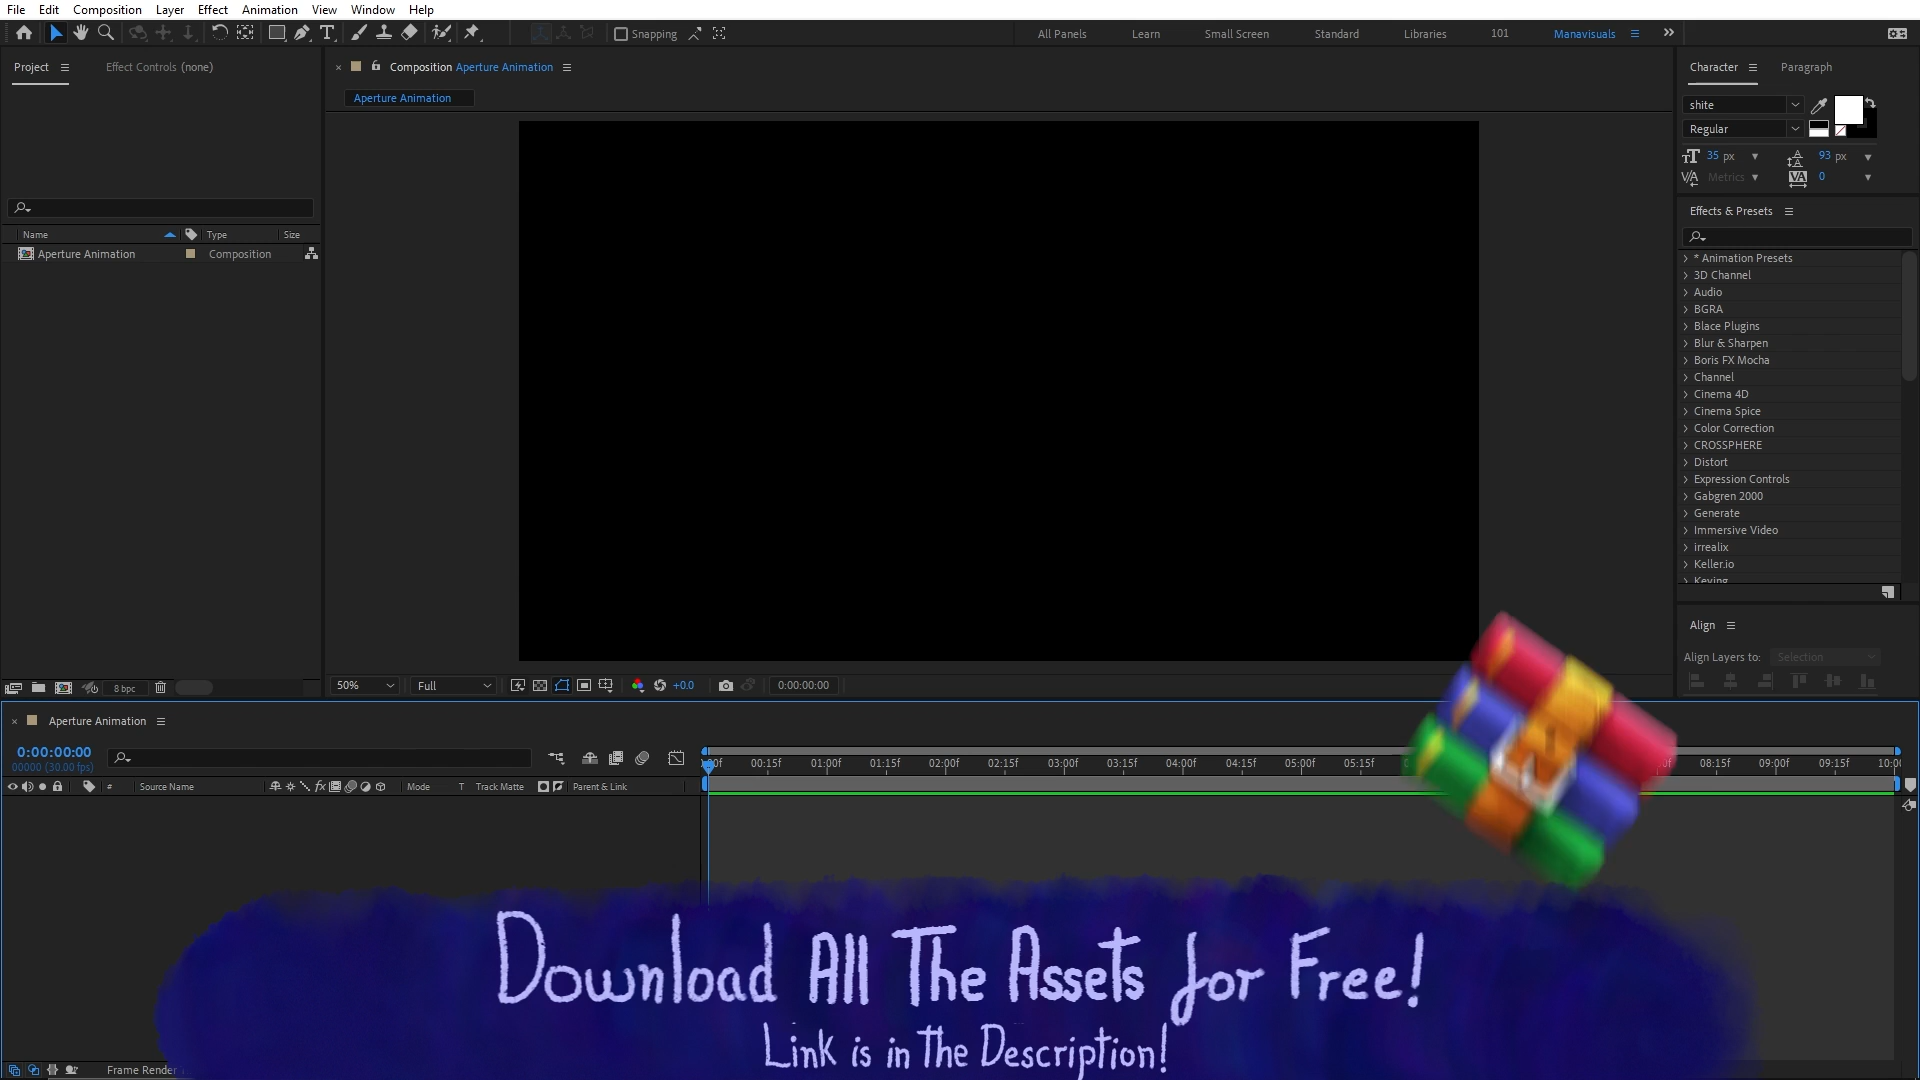 File Edit Composition Layer Effect Animation View Window Help
Snapping All Panels Learn Small Screen Standard Libraries 101 Manavisuals
Project Effect Controls (none)
Composition Aperture Animation
Aperture Animation
Name Type Size
Aperture Animation Composition
8 bpc
50% Full +0.0 0:00:00:00
Character Paragraph
shite
Regular
35 px 93 px
Metrics 0
Effects & Presets
* Animation Presets
3D Channel
Audio
BGRA
Blace Plugins
Blur & Sharpen
Boris FX Mocha
Channel
Cinema 4D
Cinema Spice
Color Correction
CROSSPHERE
Distort
Expression Controls
Gabgren 2000
Generate
Immersive Video
irrealix
Keller.io
Keying
Align
Align Layers to: Selection
Aperture Animation
0:00:00:00
00000 (30.00 fps)
00:15f 01:00f 01:15f 02:00f 02:15f 03:00f 03:15f 04:00f 04:15f 05:00f 05:15f 08:15f 09:00f 09:15f 10:00
# Source Name fx Mode T Track Matte Parent & Link
Download All The Assets for Free!
Link is in The Description!
Frame Render